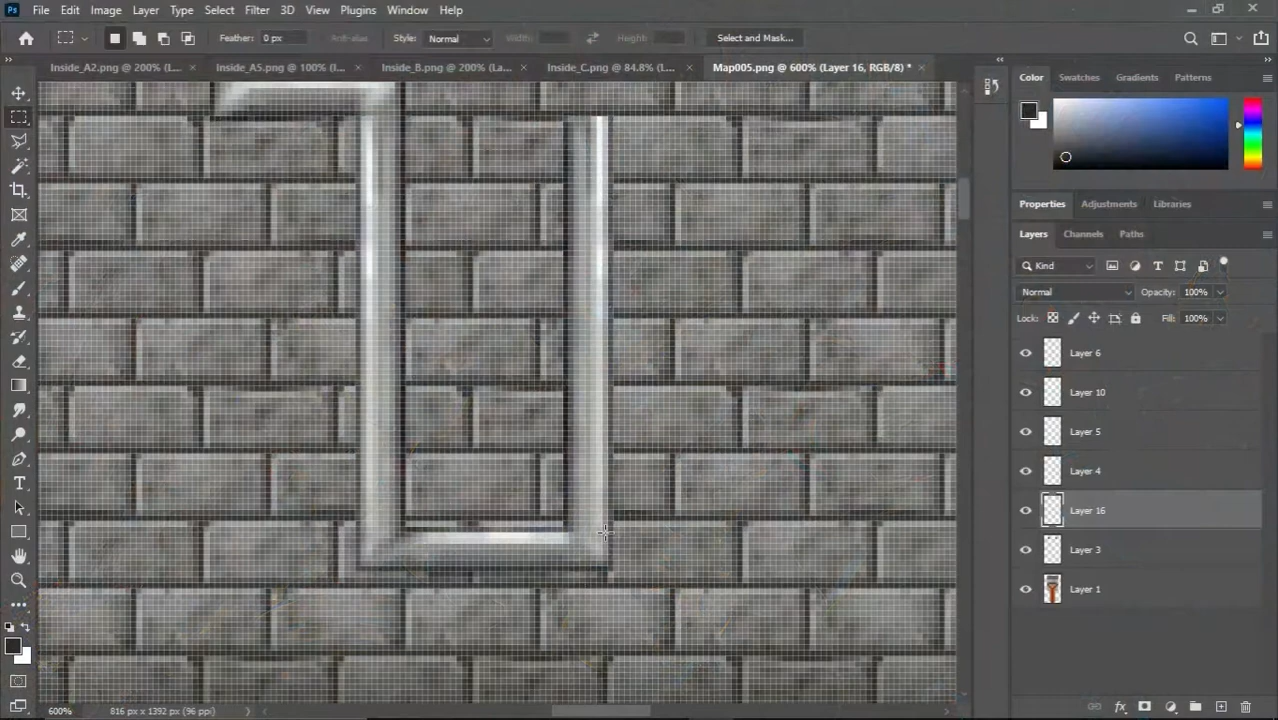 Ps File Edit Image Layer Type Select Filter 3D View Plugins Window Help
Feather: 0 px Anti-alias Style: Normal Width: Height: Select and Mask...
Inside_A2.png @ 200% (L... × Inside_A5.png @ 100% (I... × Inside_B.png @ 200% (La... × Inside_C.png @ 84.8% (L... × Map005.png @ 600% (Layer 16, RGB/8) * ×
Color Swatches Gradients Patterns
Properties Adjustments Libraries
Layers Channels Paths
Kind
Normal Opacity: 100%
Lock: Fill: 100%
Layer 6
Layer 10
Layer 5
Layer 4
Layer 16
Layer 3
Layer 1
600% 816 px x 1392 px (96 ppi)
fx